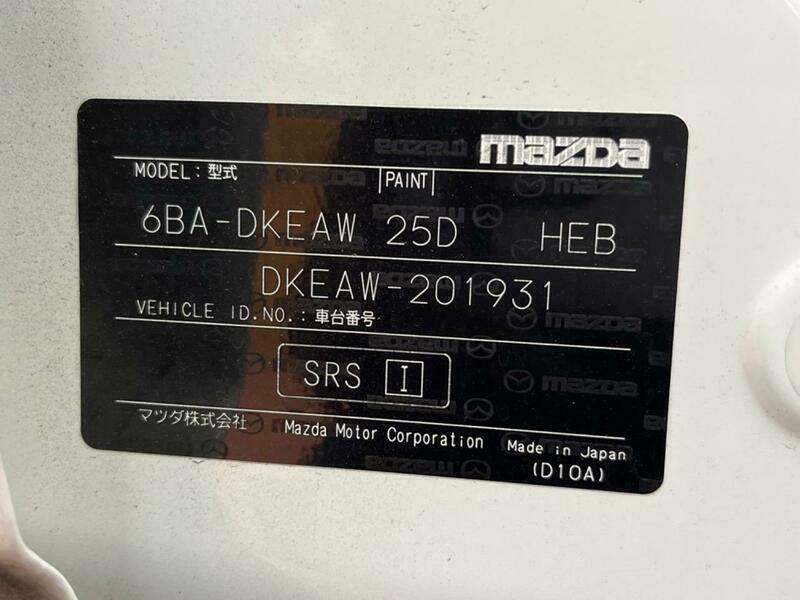 mazda
MODEL: 型式 PAINT
6BA-DKEAW 25D HEB
DKEAW-201931
VEHICLE ID.NO.: 車台番号
SRS I
マツダ株式会社 Mazda Motor Corporation Made in Japan
(D10A)